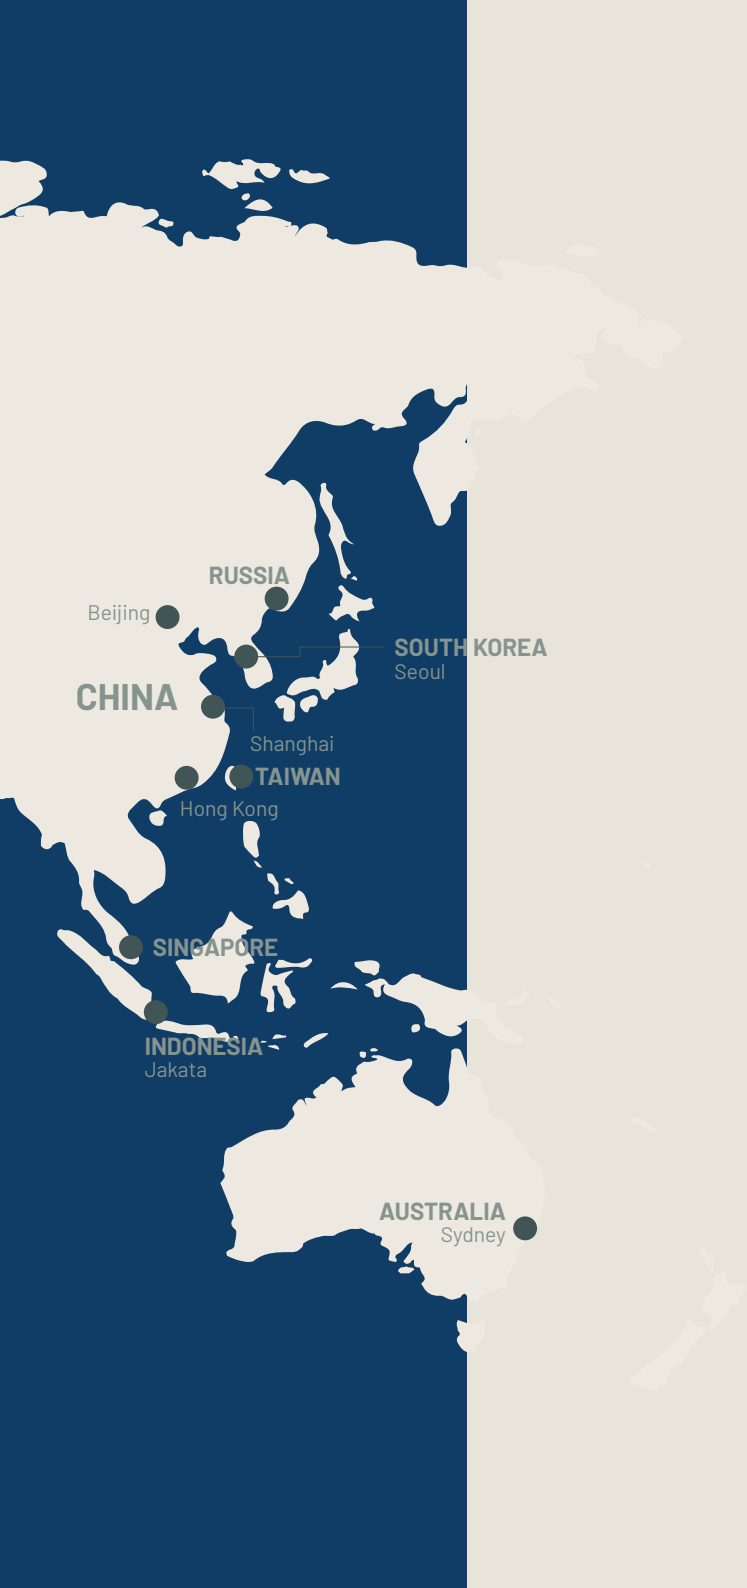 RUSSIA
Beijing
SOUTH KOREA
Seoul
CHINA
Shanghai
TAIWAN
Hong Kong
SINGAPORE
INDONESIA
Jakata
AUSTRALIA
Sydney